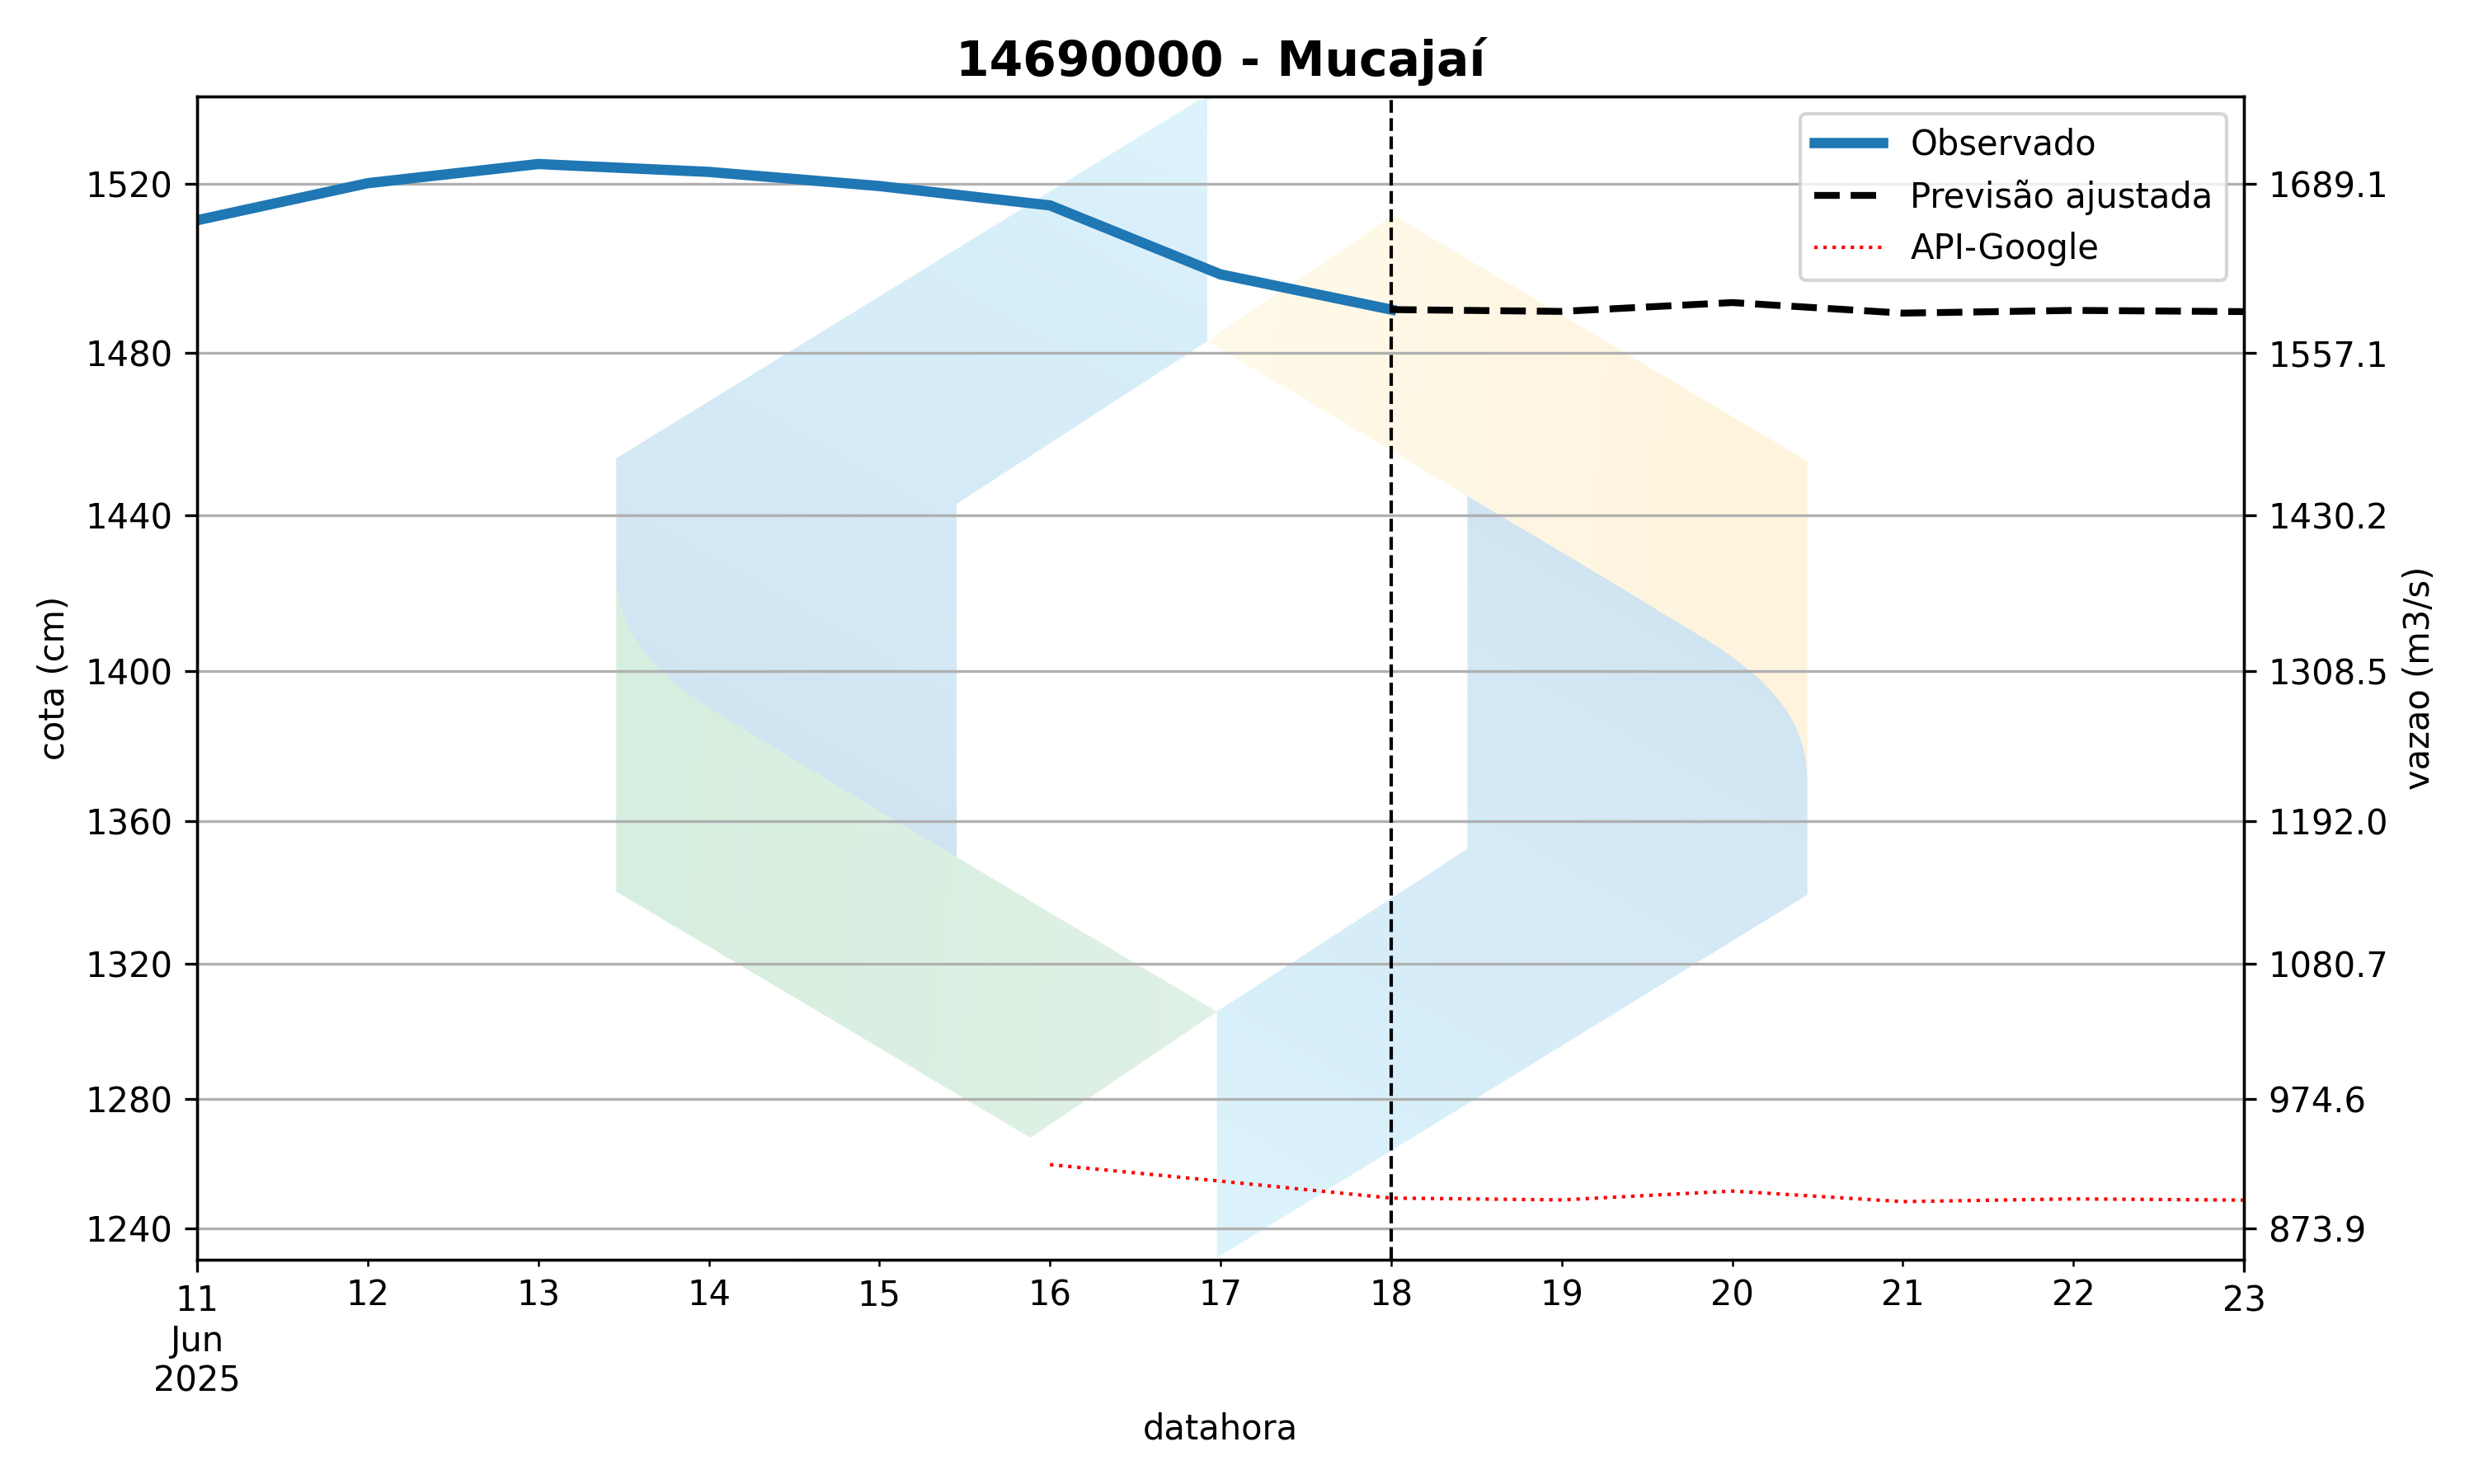 14690000 - Mucajaí
Observado
Previsão ajustada
API-Google
1520
1480
1440
1400
1360
1320
1280
1240
cota (cm)
1689.1
1557.1
1430.2
1308.5
1192.0
1080.7
974.6
873.9
vazao (m3/s)
11 12 13 14 15 16 17 18 19 20 21 22 23
Jun
2025
datahora